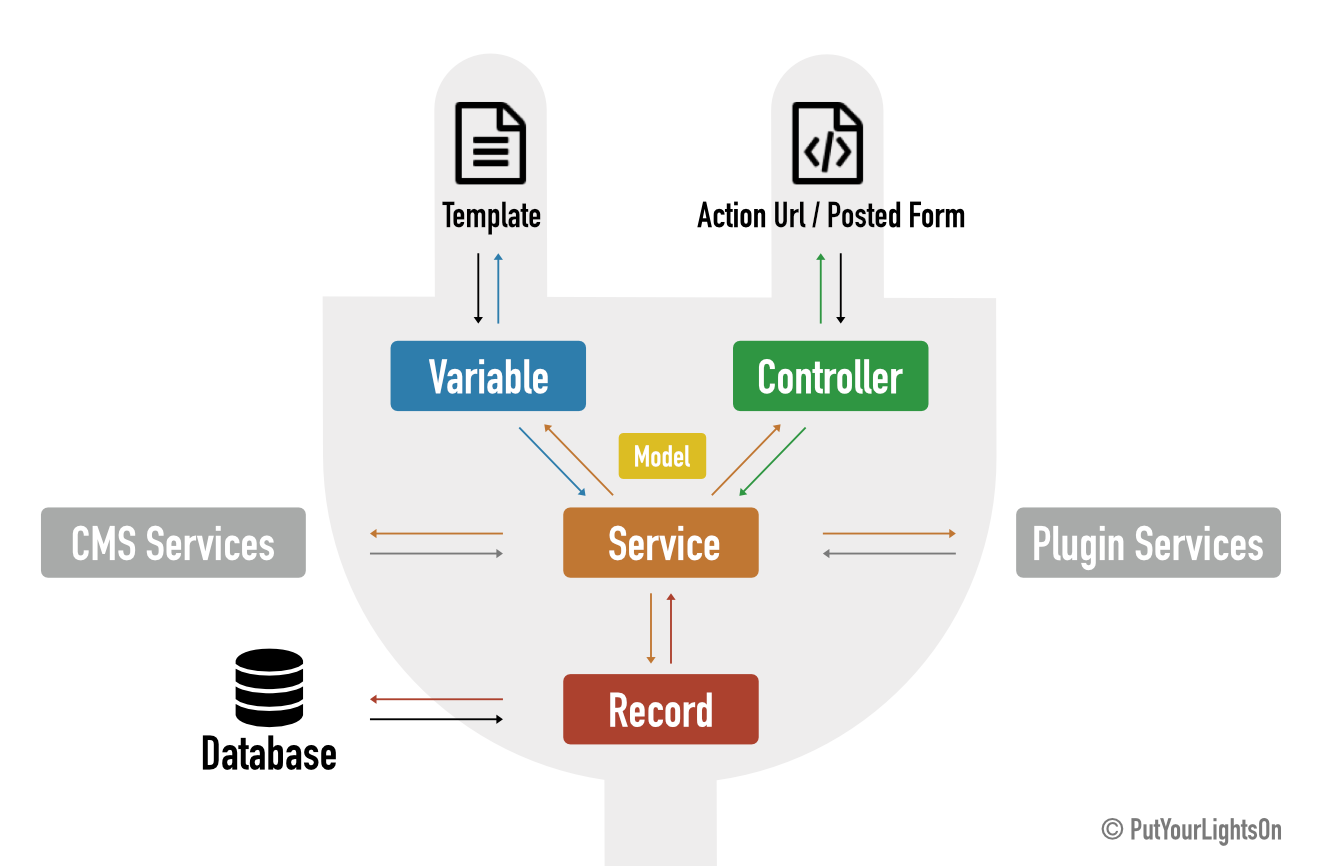 Template
Action Url / Posted Form
Variable
Controller
Model
CMS Services
Service
Plugin Services
Record
Database
© PutYourLightsOn